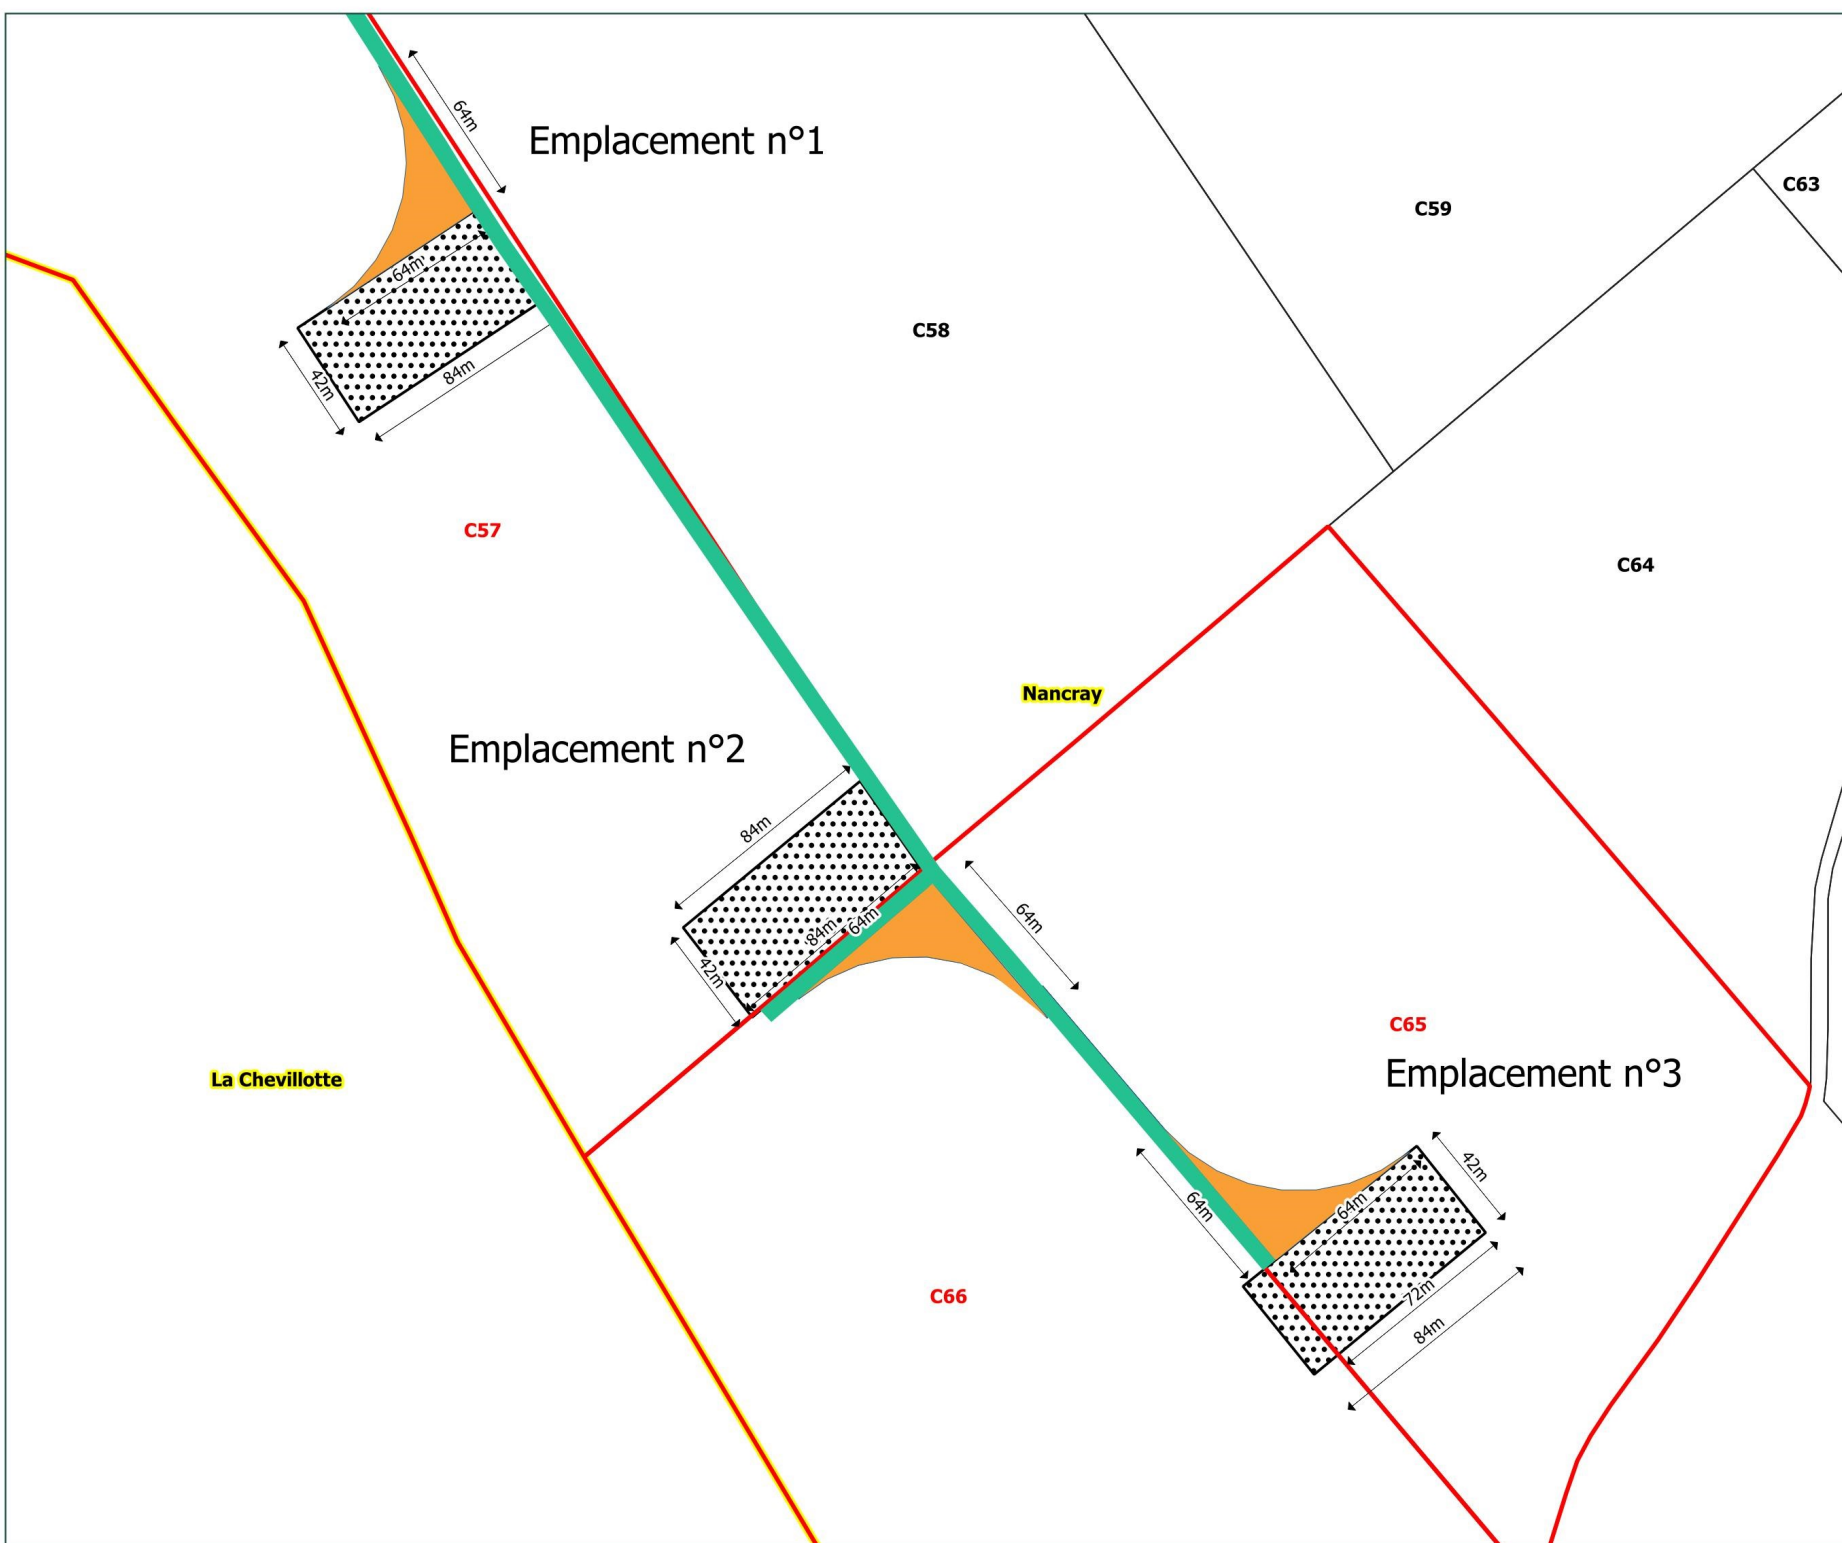 64m
Emplacement n°1
C63
C59
64m
C58
84m
42m
C57
C64
Nancray
Emplacement n°2
84m
64m
64m
84m
42m
C65
Emplacement n°3
La Chevillotte
42m
64m
64m
C66
72m
84m